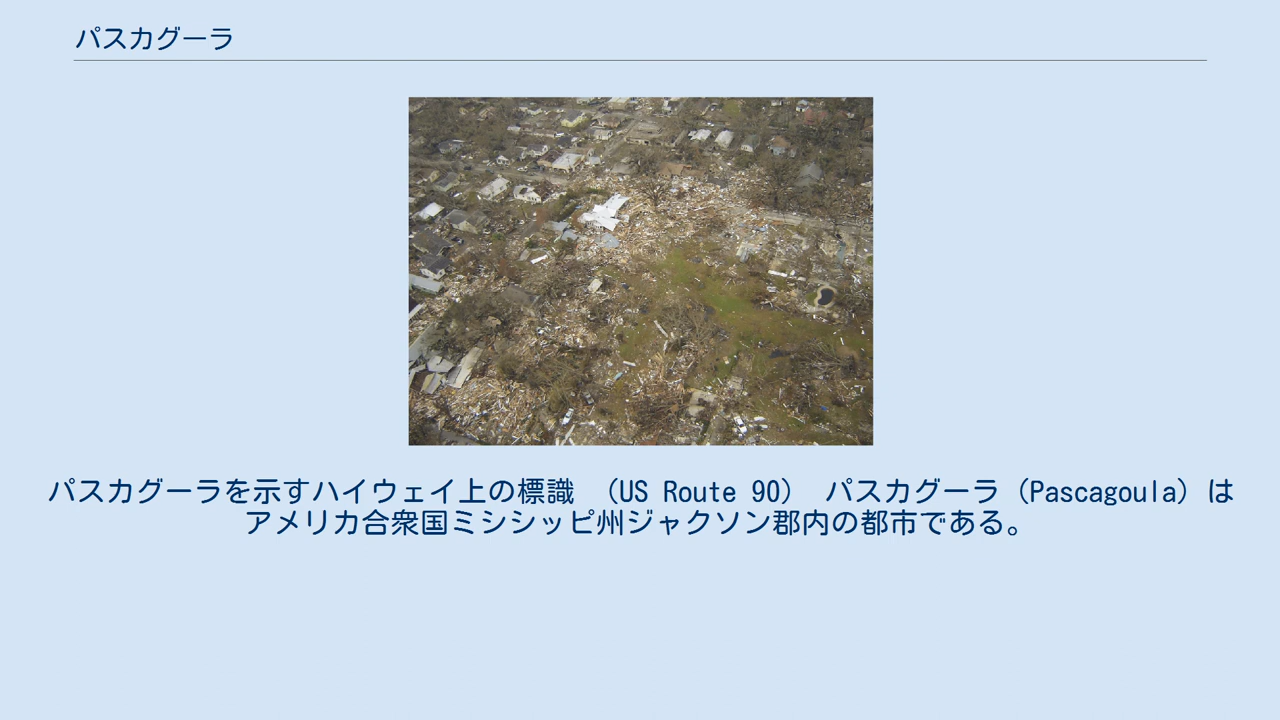 パスカグーラ
パスカグーラを示すハイウェイ上の標識 （US Route 90） パスカグーラ（Pascagoula）は
アメリカ合衆国ミシシッピ州ジャクソン郡内の都市である。